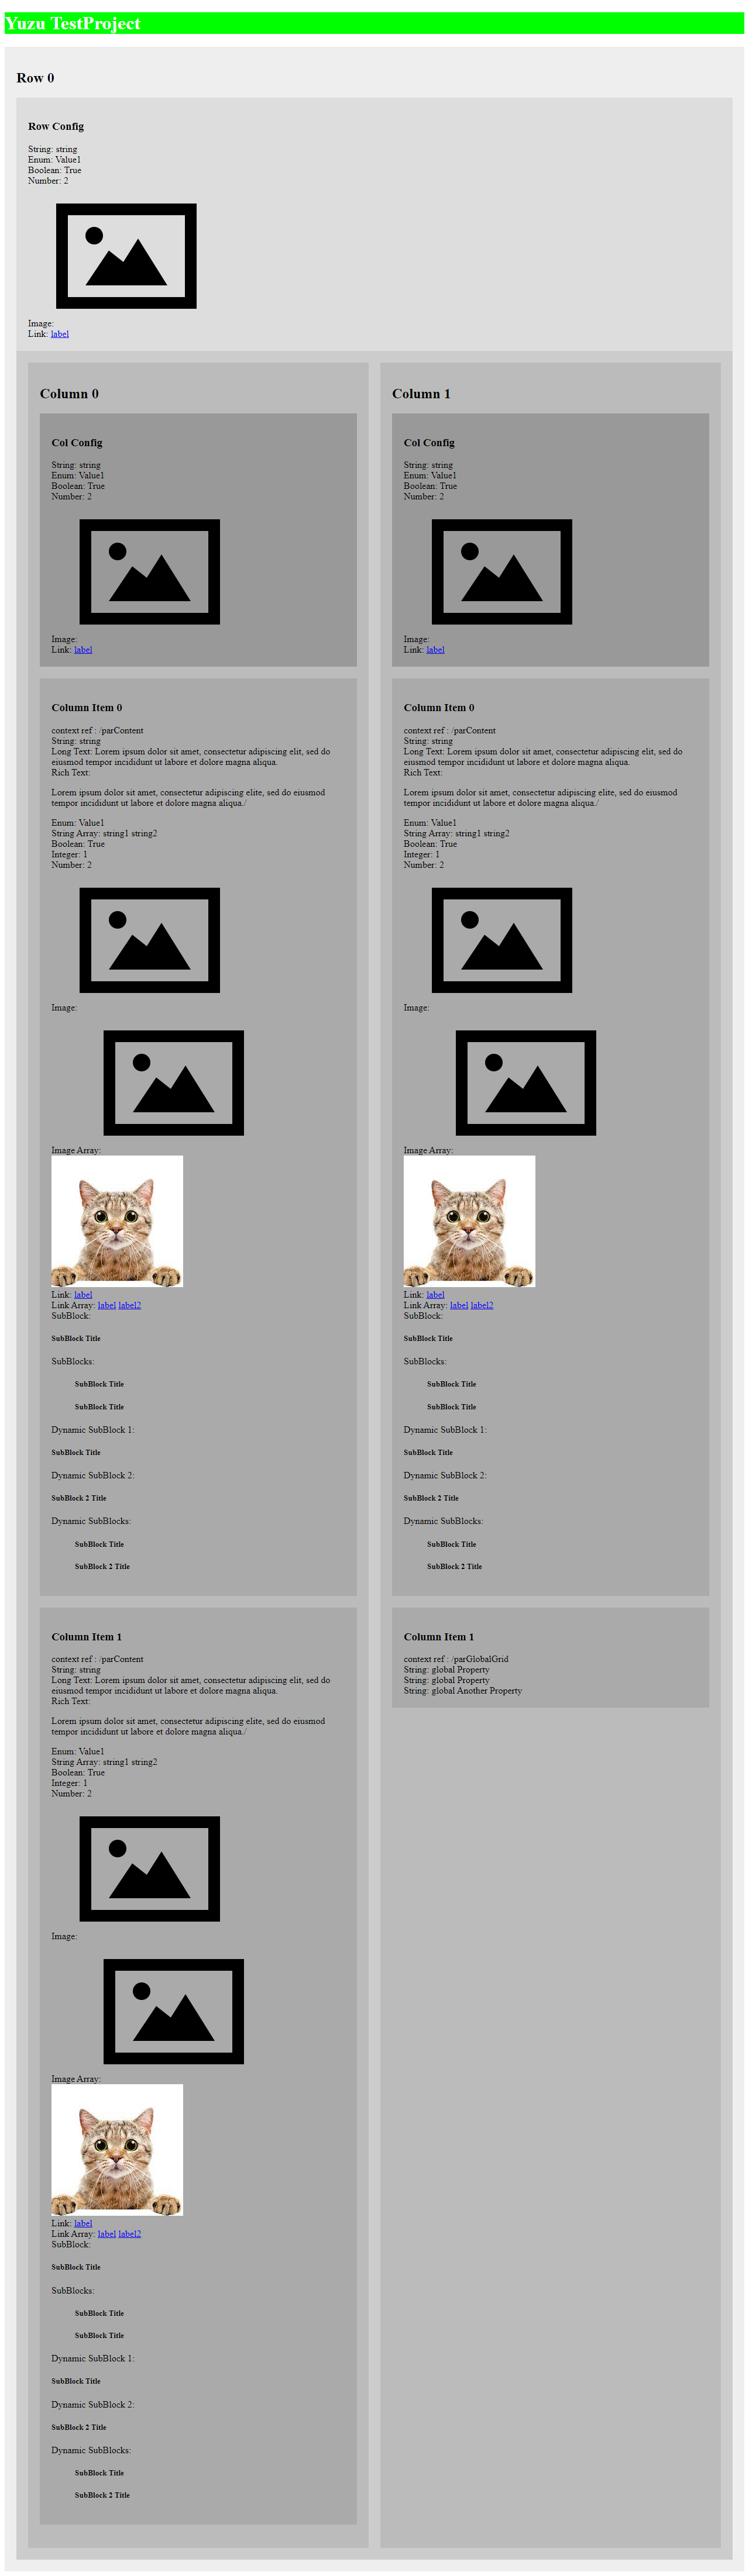 Yuzu TestProject
Row 0
Row Config
String: string
Enum: Value1
Boolean: True
Number: 2
Image:
Link: label
Column 0
Col Config
String: string
Enum: Value1
Boolean: True
Number: 2
Image:
Link: label
Column Item 0
context ref : /parContent
String: string
Long Text: Lorem ipsum dolor sit amet, consectetur adipiscing elit, sed do
eiusmod tempor incididunt ut labore et dolore magna aliqua.
Rich Text:
Lorem ipsum dolor sit amet, consectetur adipiscing elite, sed do eiusmod
tempor incididunt ut labore et dolore magna aliqua./
Enum: Value1
String Array: string1 string2
Boolean: True
Integer: 1
Number: 2
Image:
Image Array:
Link: label
Link Array: label label2
SubBlock:
SubBlock Title
SubBlocks:
SubBlock Title
SubBlock Title
Dynamic SubBlock 1:
SubBlock Title
Dynamic SubBlock 2:
SubBlock 2 Title
Dynamic SubBlocks:
SubBlock Title
SubBlock 2 Title
Column Item 1
context ref : /parContent
String: string
Long Text: Lorem ipsum dolor sit amet, consectetur adipiscing elit, sed do
eiusmod tempor incididunt ut labore et dolore magna aliqua.
Rich Text:
Lorem ipsum dolor sit amet, consectetur adipiscing elite, sed do eiusmod
tempor incididunt ut labore et dolore magna aliqua./
Enum: Value1
String Array: string1 string2
Boolean: True
Integer: 1
Number: 2
Image:
Image Array:
Link: label
Link Array: label label2
SubBlock:
SubBlock Title
SubBlocks:
SubBlock Title
SubBlock Title
Dynamic SubBlock 1:
SubBlock Title
Dynamic SubBlock 2:
SubBlock 2 Title
Dynamic SubBlocks:
SubBlock Title
SubBlock 2 Title
Column 1
Col Config
String: string
Enum: Value1
Boolean: True
Number: 2
Image:
Link: label
Column Item 0
context ref : /parContent
String: string
Long Text: Lorem ipsum dolor sit amet, consectetur adipiscing elit, sed do
eiusmod tempor incididunt ut labore et dolore magna aliqua.
Rich Text:
Lorem ipsum dolor sit amet, consectetur adipiscing elite, sed do eiusmod
tempor incididunt ut labore et dolore magna aliqua./
Enum: Value1
String Array: string1 string2
Boolean: True
Integer: 1
Number: 2
Image:
Image Array:
Link: label
Link Array: label label2
SubBlock:
SubBlock Title
SubBlocks:
SubBlock Title
SubBlock Title
Dynamic SubBlock 1:
SubBlock Title
Dynamic SubBlock 2:
SubBlock 2 Title
Dynamic SubBlocks:
SubBlock Title
SubBlock 2 Title
Column Item 1
context ref : /parGlobalGrid
String: global Property
String: global Property
String: global Another Property